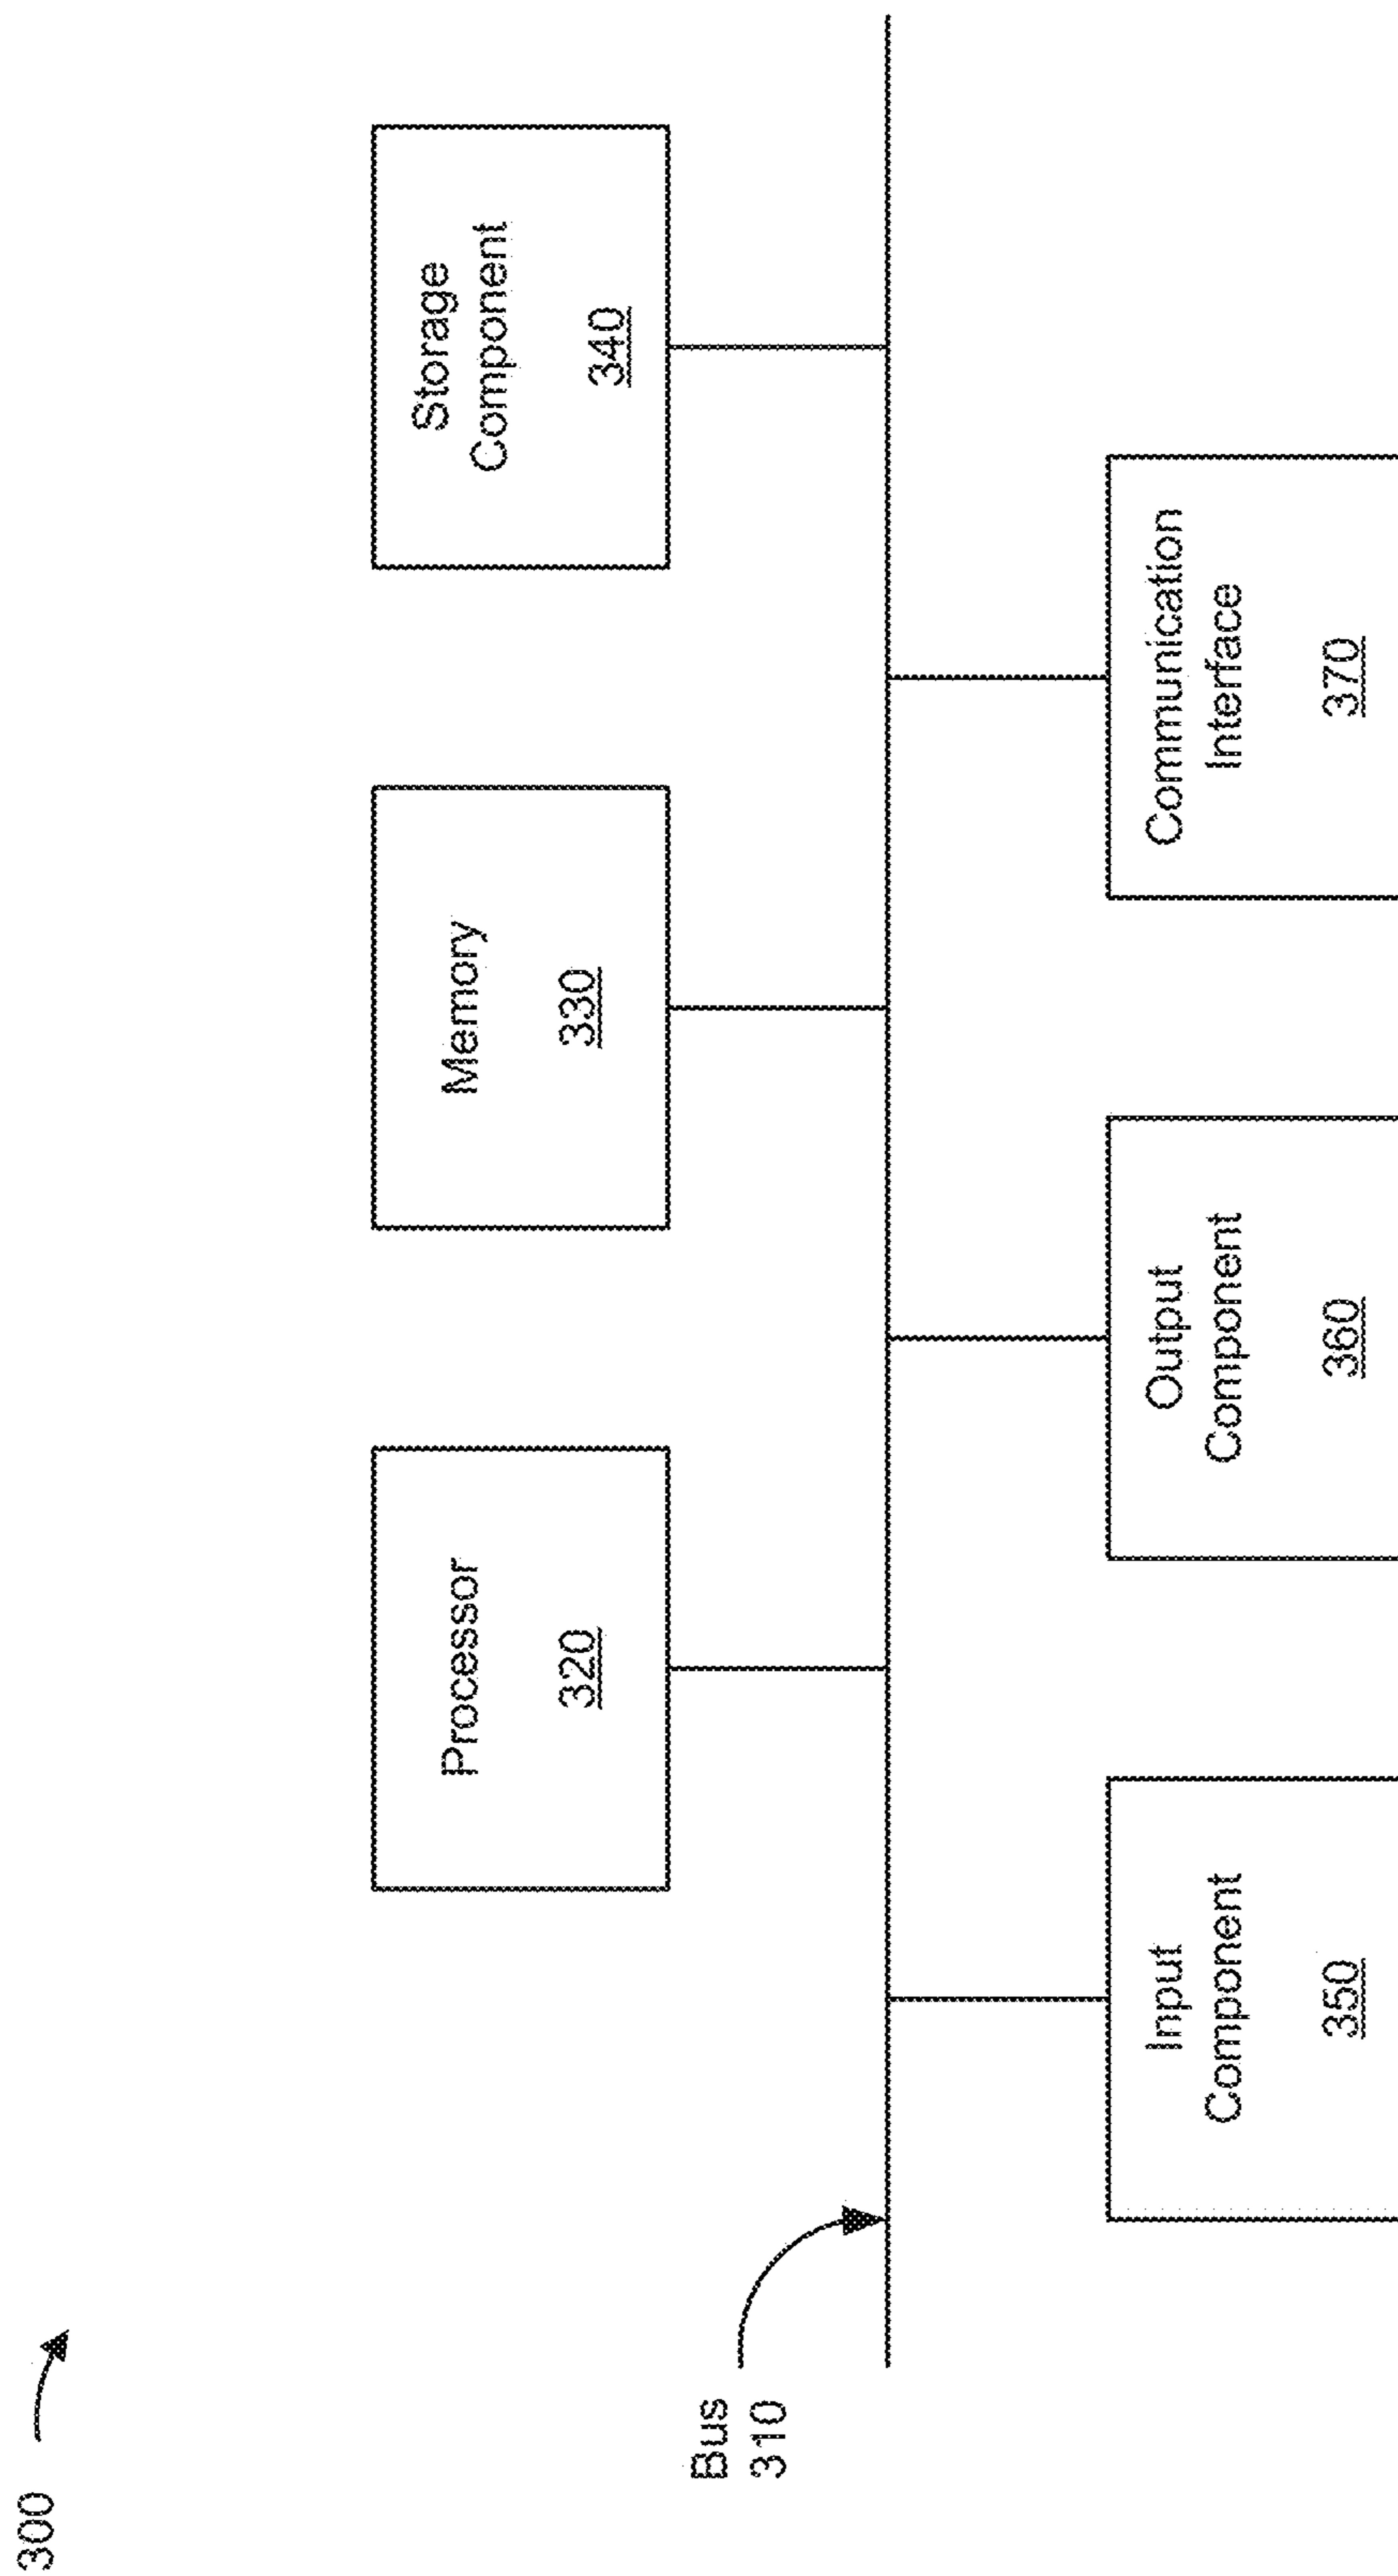 300
Bus
310
Processor
320
Memory
330
Storage
Component
340
Input
Component
350
Output
Component
360
Communication
Interface
370